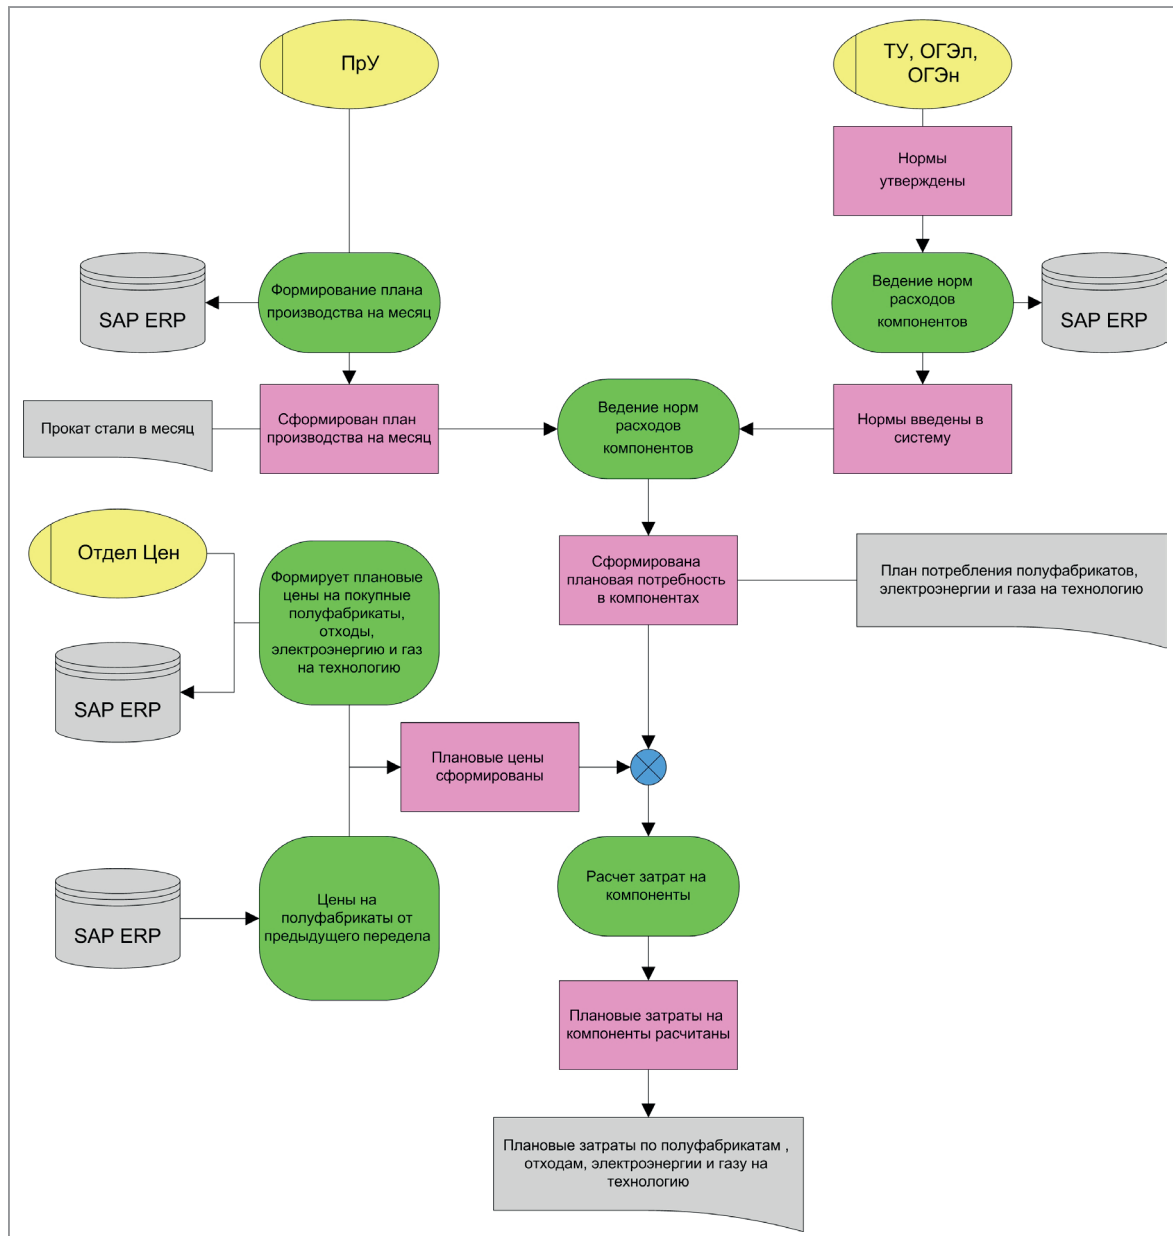 ПрУ
ТУ, ОГЭл,
ОГЭн
Нормы
утверждены
SAP ERP
Формирование плана
производства на месяц
Ведение норм
расходов
компонентов
SAP ERP
Прокат стали в месяц
Сформирован план
производства на месяц
Ведение норм
расходов
компонентов
Нормы введены в
систему
Отдел Цен
Формирует плановые
цены на покупные
полуфабрикаты,
отходы,
электроэнергию и газ
на технологию
Сформирована
плановая потребность
в компонентах
План потребления полуфабрикатов,
электроэнергии и газа на технологию
SAP ERP
Плановые цены
сформированы
SAP ERP
Цены на
полуфабрикаты от
предыдущего передела
Расчет затрат на
компоненты
Плановые затраты на
компоненты расчитаны
Плановые затраты по полуфабрикатам ,
отходам, электроэнергии и газу на
технологию